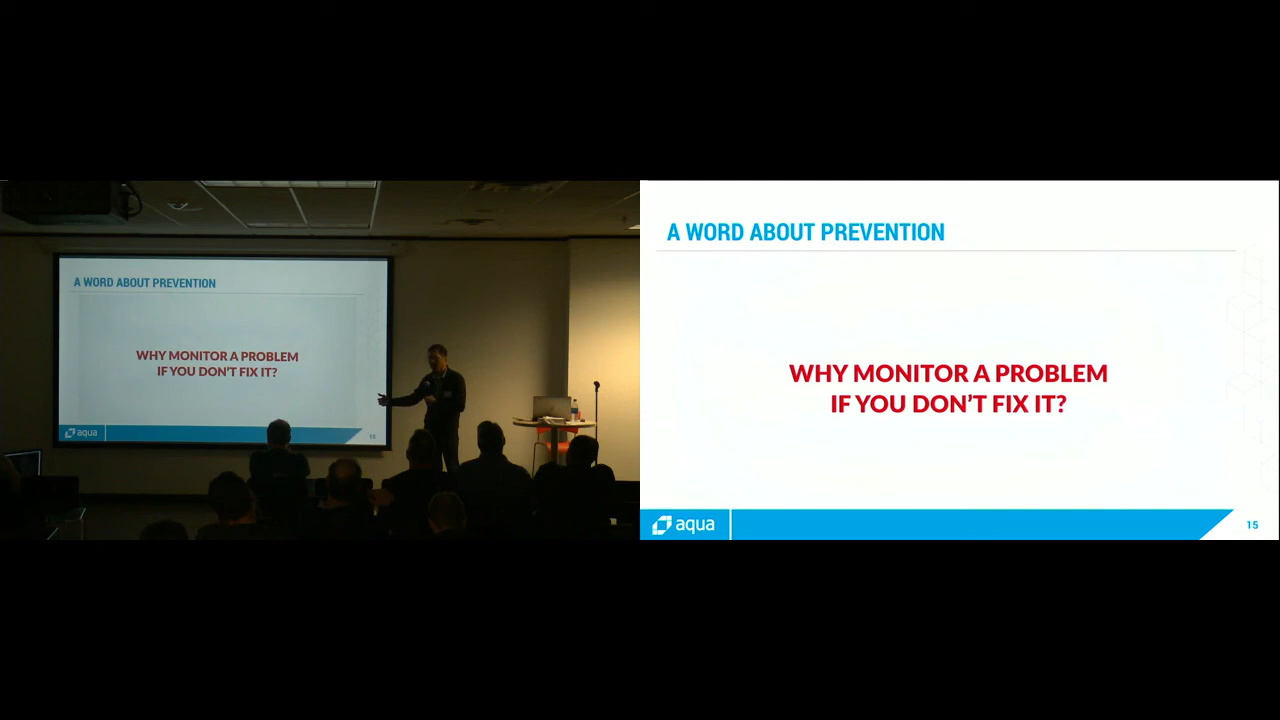 A WORD ABOUT PREVENTION
WHY MONITOR A PROBLEM
IF YOU DON'T FIX IT?
aqua
15
A WORD ABOUT PREVENTION
WHY MONITOR A PROBLEM
IF YOU DON'T FIX IT?
aqua
15